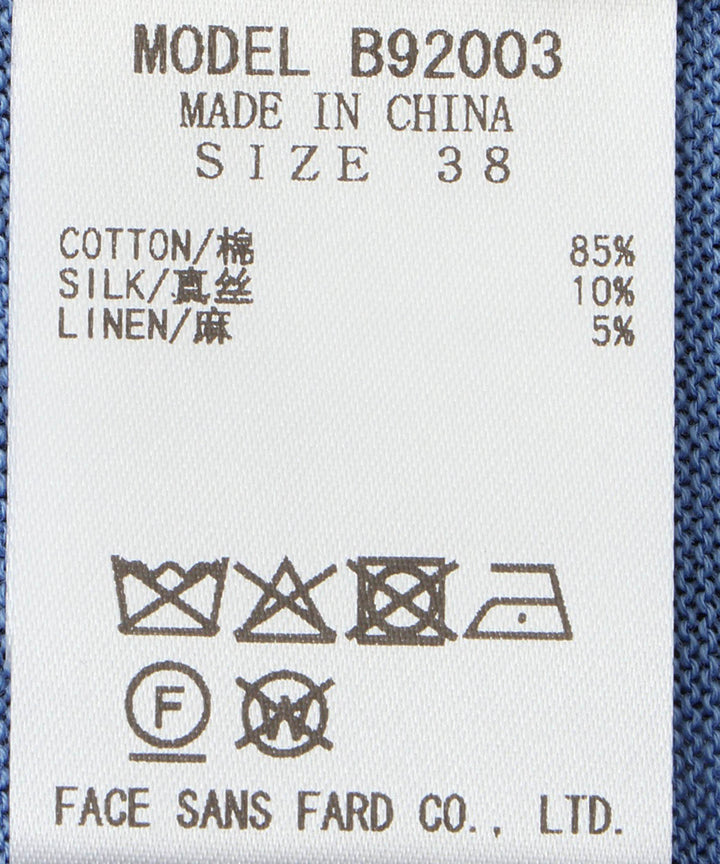 MODEL B92003
MADE IN CHINA
SIZE 38
COTTON/棉 85%
SILK/真丝 10%
LINEN/麻 5%
F W
FACE SANS FARD CO., LTD.